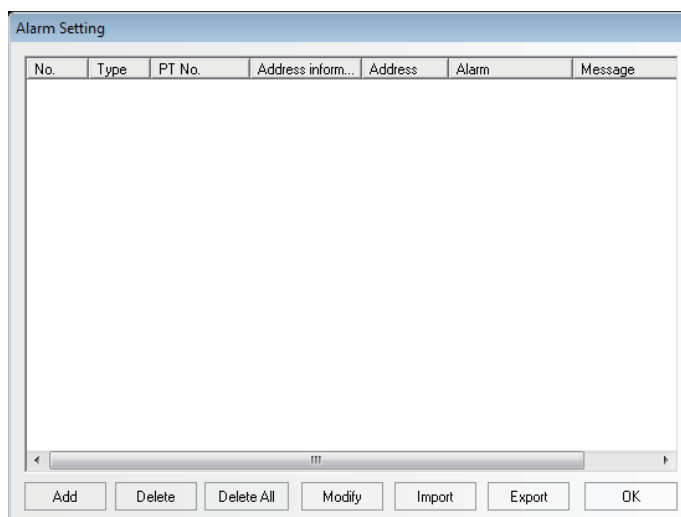 Alarm Setting
No. Type PT No. Address inform... Address Alarm Message
Add Delete Delete All Modify Import Export OK